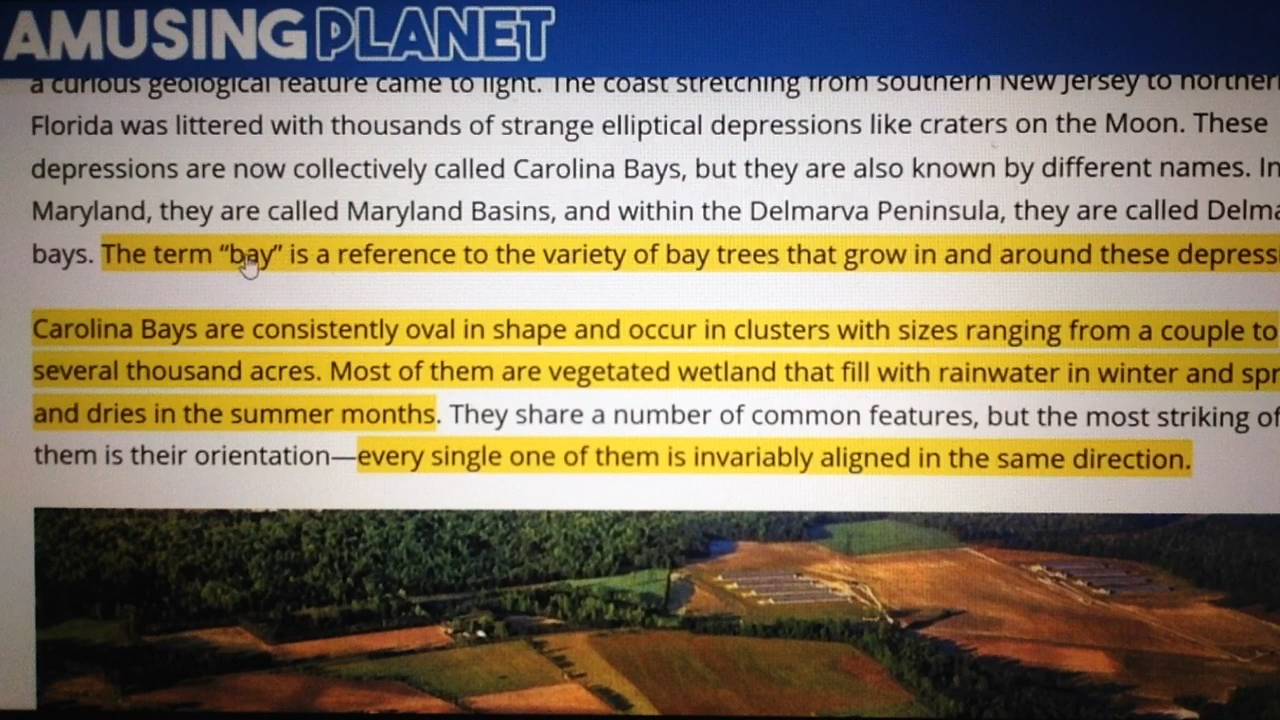 AMUSING PLANET
a curious geological feature came to light. The coast stretching from southern New Jersey to northern
Florida was littered with thousands of strange elliptical depressions like craters on the Moon. These
depressions are now collectively called Carolina Bays, but they are also known by different names. In
Maryland, they are called Maryland Basins, and within the Delmarva Peninsula, they are called Delma
bays. The term “bay” is a reference to the variety of bay trees that grow in and around these depress
Carolina Bays are consistently oval in shape and occur in clusters with sizes ranging from a couple to
several thousand acres. Most of them are vegetated wetland that fill with rainwater in winter and spr
and dries in the summer months. They share a number of common features, but the most striking of
them is their orientation—every single one of them is invariably aligned in the same direction.